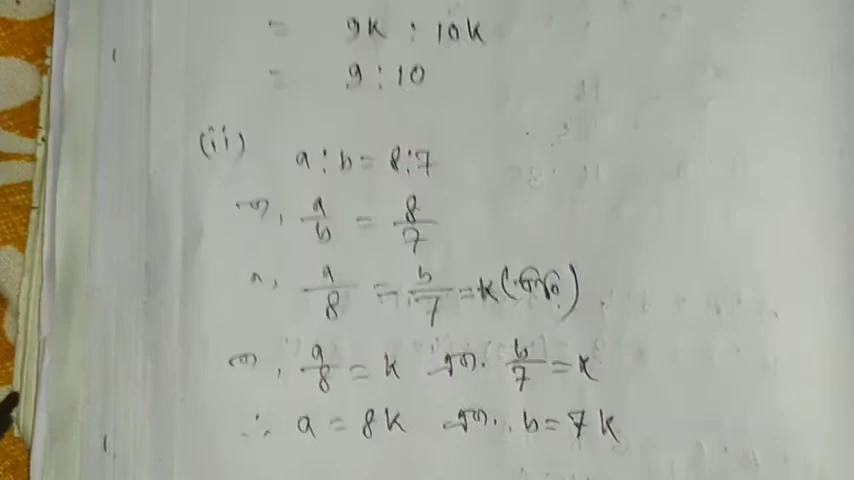 = 9k : 10k
= 9 : 10
(ii) a : b = 8 : 7
বা, a/b = 8/7
বা, a/8 = b/7 = k (ধরি)
বা, a/8 = k এবং b/7 = k
∴ a = 8k এবং b = 7k